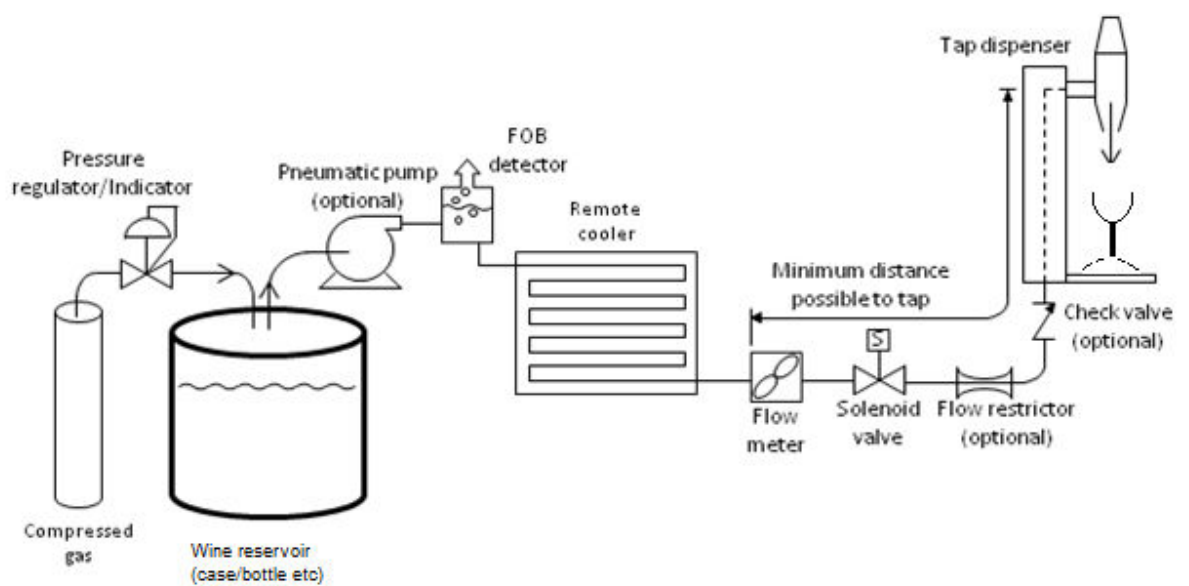 Tap dispenser
FOB
detector
Pressure
regulator/Indicator
Pneumatic pump
(optional)
Remote
cooler
Minimum distance
possible to tap
Check valve
(optional)
S
Flow
meter
Solenoid
valve
Flow restrictor
(optional)
Compressed
gas
Wine reservoir
(case/bottle etc)